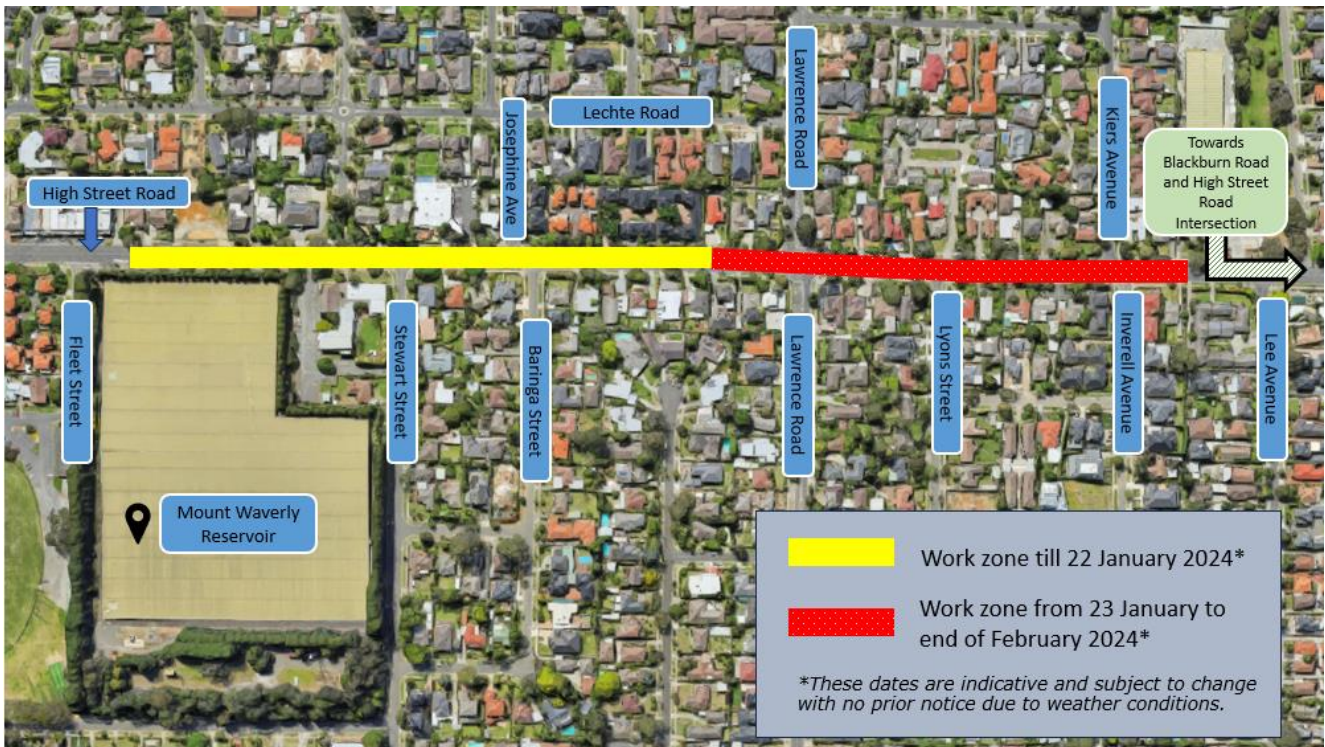 Lechte Road
Josephine Ave
Lawrence Road
Kiers Avenue
Towards
Blackburn Road
and High Street
Road
Intersection
High Street Road
Fleet Street
Stewart Street
Baringa Street
Lawrence Road
Lyons Street
Inverell Avenue
Lee Avenue
Mount Waverly
Reservoir
Work zone till 22 January 2024*
Work zone from 23 January to
end of February 2024*
*These dates are indicative and subject to change
with no prior notice due to weather conditions.